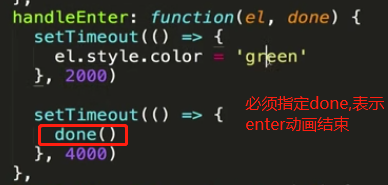 handleEnter: function(el, done) {
setTimeout(() => {
el.style.color = 'green'
}, 2000)
setTimeout(() => {
done()
}, 4000)
},
必须指定done,表示
enter动画结束